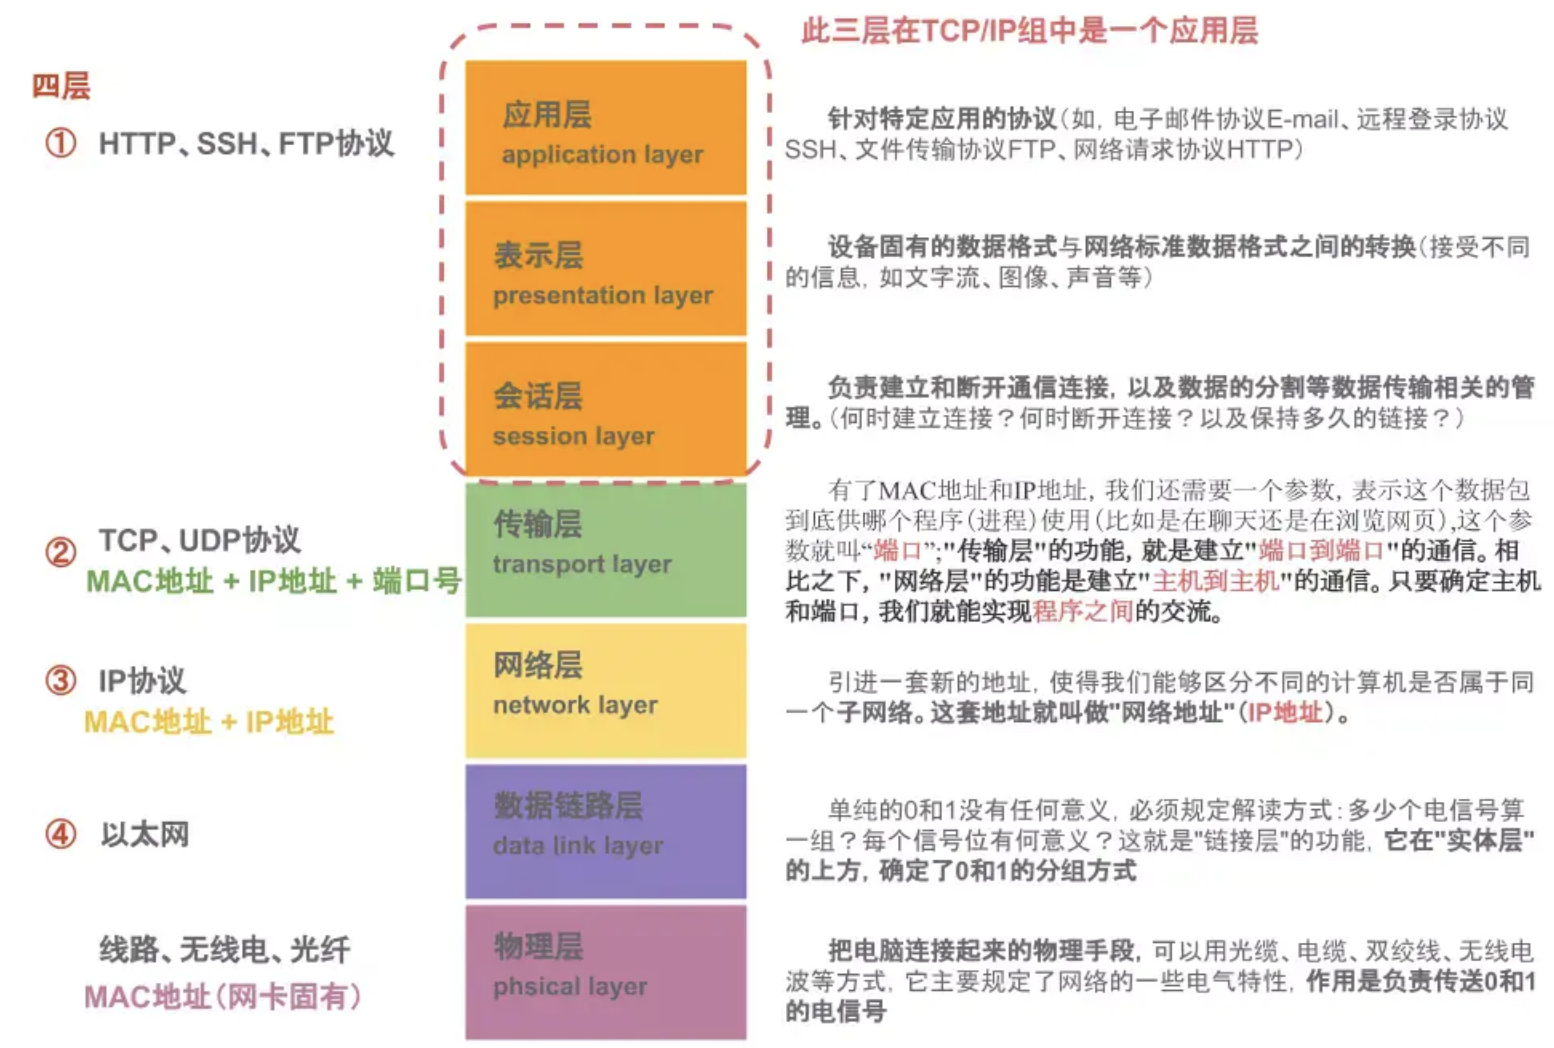 此三层在TCP/IP组中是一个应用层
四层
① HTTP、SSH、FTP协议
应用层
application layer
针对特定应用的协议(如, 电子邮件协议E-mail、远程登录协议
SSH、文件传输协议FTP、网络请求协议HTTP)
表示层
presentation layer
设备固有的数据格式与网络标准数据格式之间的转换(接受不同
的信息, 如文字流、图像、声音等)
会话层
session layer
负责建立和断开通信连接, 以及数据的分割等数据传输相关的管
理。(何时建立连接？何时断开连接？以及保持多久的链接？)
② TCP、UDP协议
MAC地址 + IP地址 + 端口号
传输层
transport layer
有了MAC地址和IP地址, 我们还需要一个参数, 表示这个数据包
到底供哪个程序(进程)使用(比如是在聊天还是在浏览网页),这个参
数就叫“端口”;"传输层"的功能, 就是建立"端口到端口"的通信。相
比之下, "网络层"的功能是建立"主机到主机"的通信。只要确定主机
和端口, 我们就能实现程序之间的交流。
③ IP协议
MAC地址 + IP地址
网络层
network layer
引进一套新的地址, 使得我们能够区分不同的计算机是否属于同
一个子网络。这套地址就叫做"网络地址"(IP地址)。
④ 以太网
数据链路层
data link layer
单纯的0和1没有任何意义, 必须规定解读方式:多少个电信号算
一组？每个信号位有何意义？这就是"链接层"的功能, 它在"实体层"
的上方, 确定了0和1的分组方式
线路、无线电、光纤
MAC地址(网卡固有)
物理层
phsical layer
把电脑连接起来的物理手段, 可以用光缆、电缆、双绞线、无线电
波等方式, 它主要规定了网络的一些电气特性, 作用是负责传送0和1
的电信号